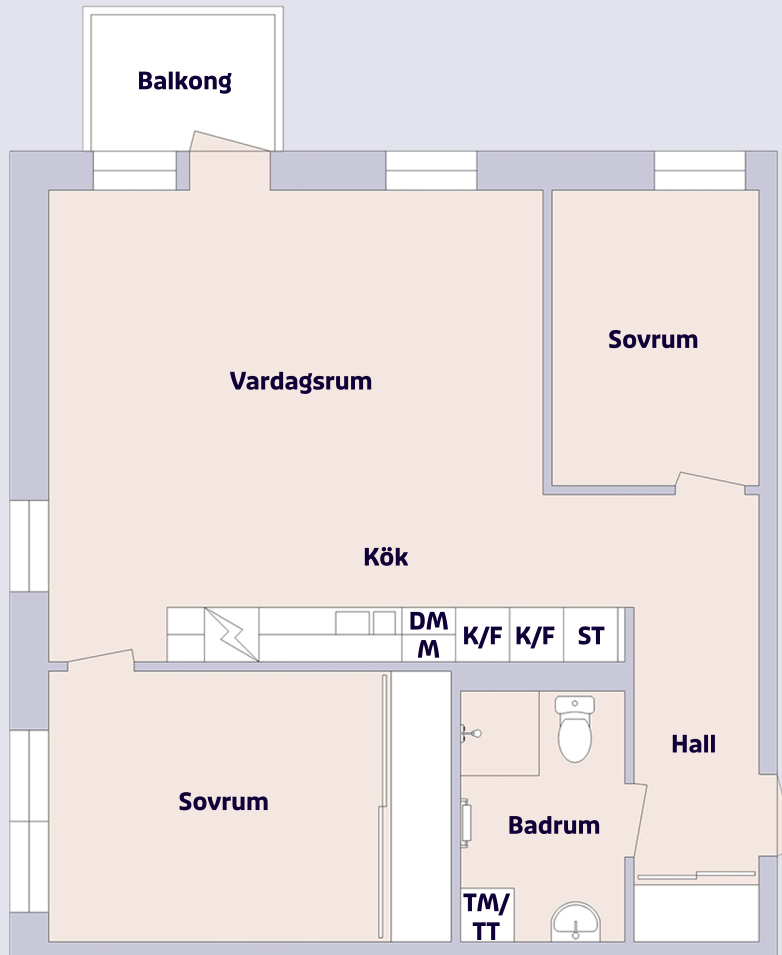 Balkong
Sovrum
Vardagsrum
Kök
DM
M
K/F
K/F
ST
Hall
Sovrum
Badrum
TM/
TT